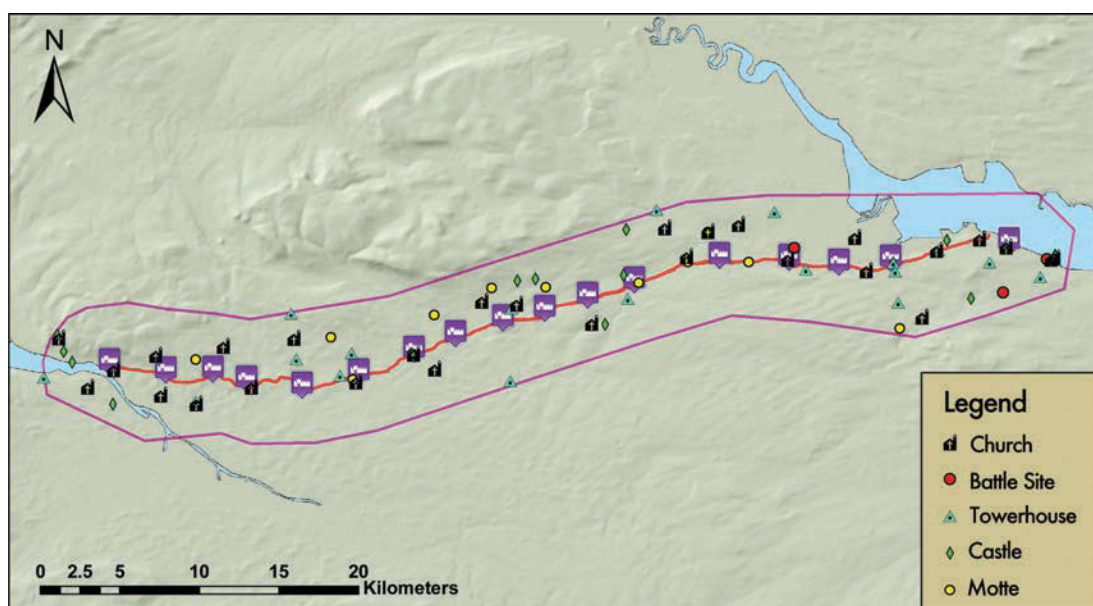 N
Legend
Church
Battle Site
Towerhouse
Castle
Motte
0 2.5 5 10 15 20
Kilometers